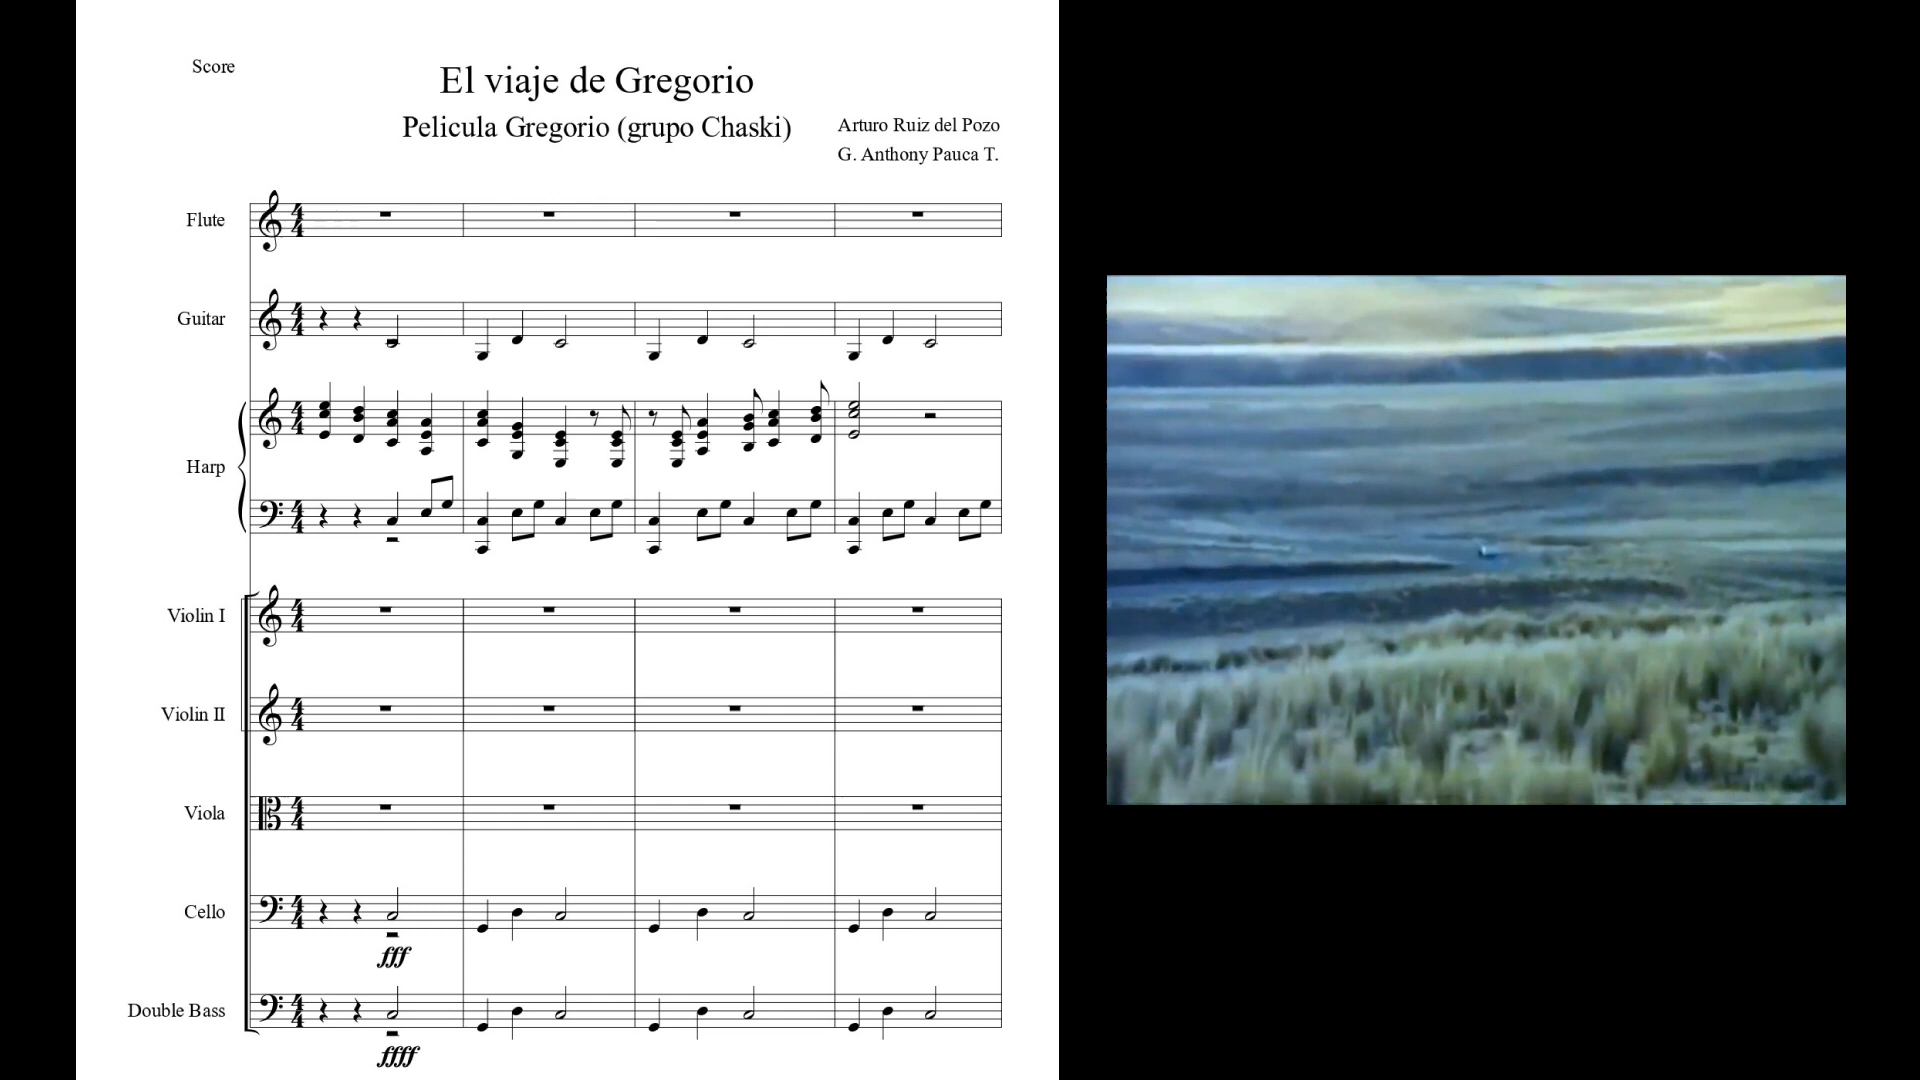 Score
El viaje de Gregorio
Pelicula Gregorio (grupo Chaski)
Arturo Ruiz del Pozo
G. Anthony Pauca T.
Flute
Guitar
Harp
Violin I
Violin II
Viola
Cello
fff
Double Bass
ffff